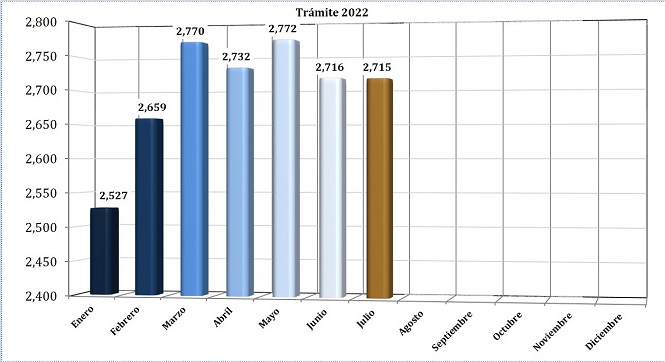 Trámite 2022
2,800
2,750
2,700
2,650
2,600
2,550
2,500
2,450
2,400
2,527
2,659
2,770
2,732
2,772
2,716
2,715
Enero
Febrero
Marzo
Abril
Mayo
Junio
Julio
Agosto
Septiembre
Octubre
Noviembre
Diciembre